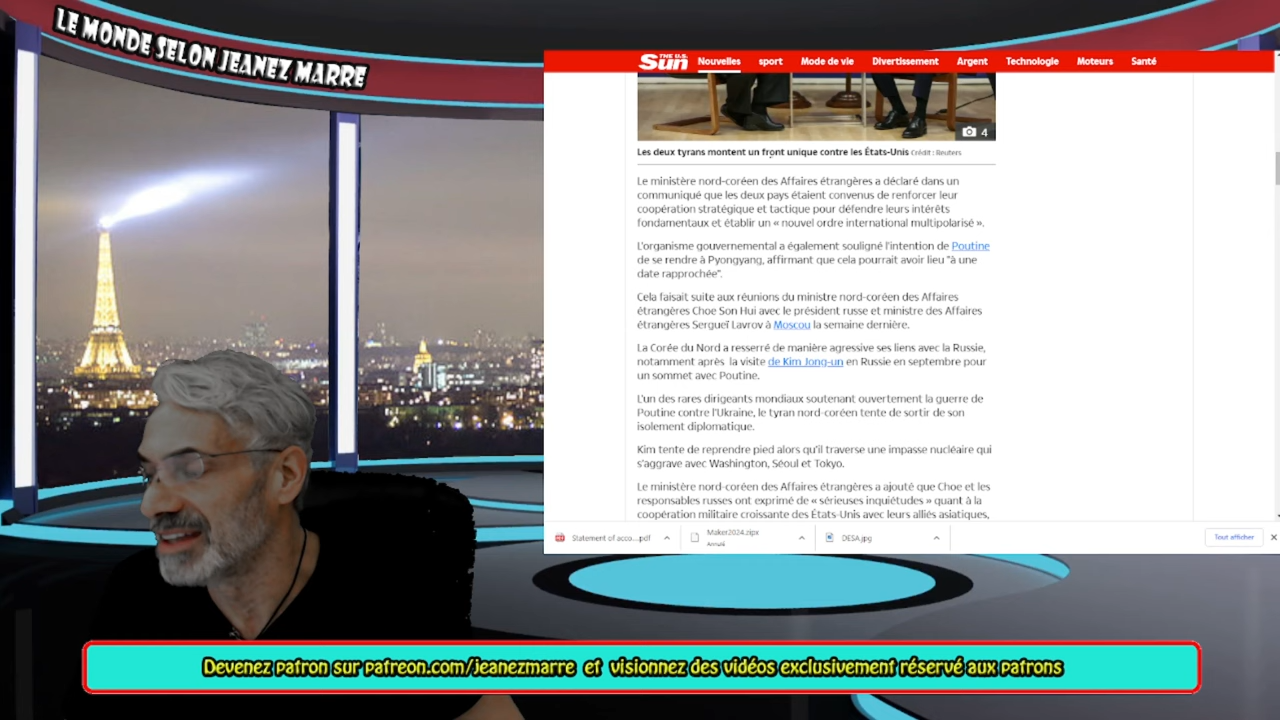 LE MONDE SELON JEANEZ MARRE
THE U.S. Sun Nouvelles sport Mode de vie Divertissement Argent Technologie Moteurs Santé
4
Les deux tyrans montent un front unique contre les États-Unis Crédit : Reuters
Le ministère nord-coréen des Affaires étrangères a déclaré dans un
communiqué que les deux pays étaient convenus de renforcer leur
coopération stratégique et tactique pour défendre leurs intérêts
fondamentaux et établir un « nouvel ordre international multipolarisé ».
L'organisme gouvernemental a également souligné l'intention de Poutine
de se rendre à Pyongyang, affirmant que cela pourrait avoir lieu "à une
date rapprochée".
Cela faisait suite aux réunions du ministre nord-coréen des Affaires
étrangères Choe Son Hui avec le président russe et ministre des Affaires
étrangères Sergueï Lavrov à Moscou la semaine dernière.
La Corée du Nord a resserré de manière agressive ses liens avec la Russie,
notamment après la visite de Kim Jong-un en Russie en septembre pour
un sommet avec Poutine.
L'un des rares dirigeants mondiaux soutenant ouvertement la guerre de
Poutine contre l'Ukraine, le tyran nord-coréen tente de sortir de son
isolement diplomatique.
Kim tente de reprendre pied alors qu'il traverse une impasse nucléaire qui
s'aggrave avec Washington, Séoul et Tokyo.
Le ministère nord-coréen des Affaires étrangères a ajouté que Choe et les
responsables russes ont exprimé de « sérieuses inquiétudes » quant à la
coopération militaire croissante des États-Unis avec leurs alliés asiatiques,
Statement of acco....pdf Maker2024.zipx DESA.jpg Tout afficher
Annulé
Devenez patron sur patreon.com/jeanezmarre et visionnez des vidéos exclusivement réservé aux patrons